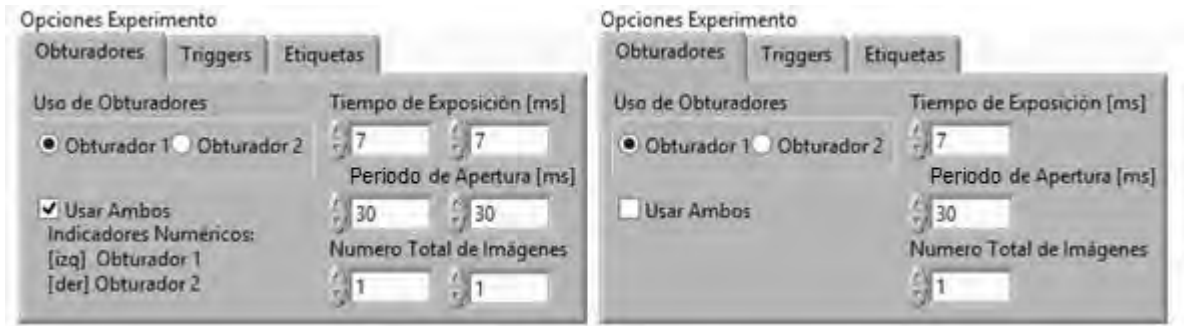 Opciones Experimento
Obturadores Triggers Etiquetas
Uso de Obturadores
Obturador 1 Obturador 2
Usar Ambos
Indicadores Numéricos:
[izq] Obturador 1
[der] Obturador 2
Tiempo de Exposición [ms]
7 7
Periodo de Apertura [ms]
30 30
Numero Total de Imágenes
1 1
Opciones Experimento
Obturadores Triggers Etiquetas
Uso de Obturadores
Obturador 1 Obturador 2
Usar Ambos
Tiempo de Exposición [ms]
7
Periodo de Apertura [ms]
30
Numero Total de Imágenes
1